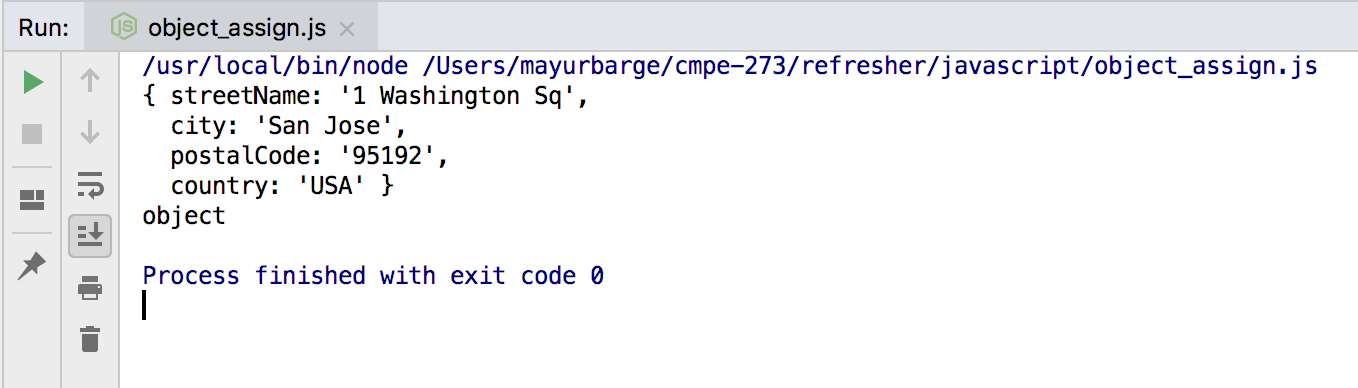 Run: JS object_assign.js
/usr/local/bin/node /Users/mayurbarge/cmpe-273/refresher/javascript/object_assign.js
{ streetName: '1 Washington Sq',
  city: 'San Jose',
  postalCode: '95192',
  country: 'USA' }
object
Process finished with exit code 0